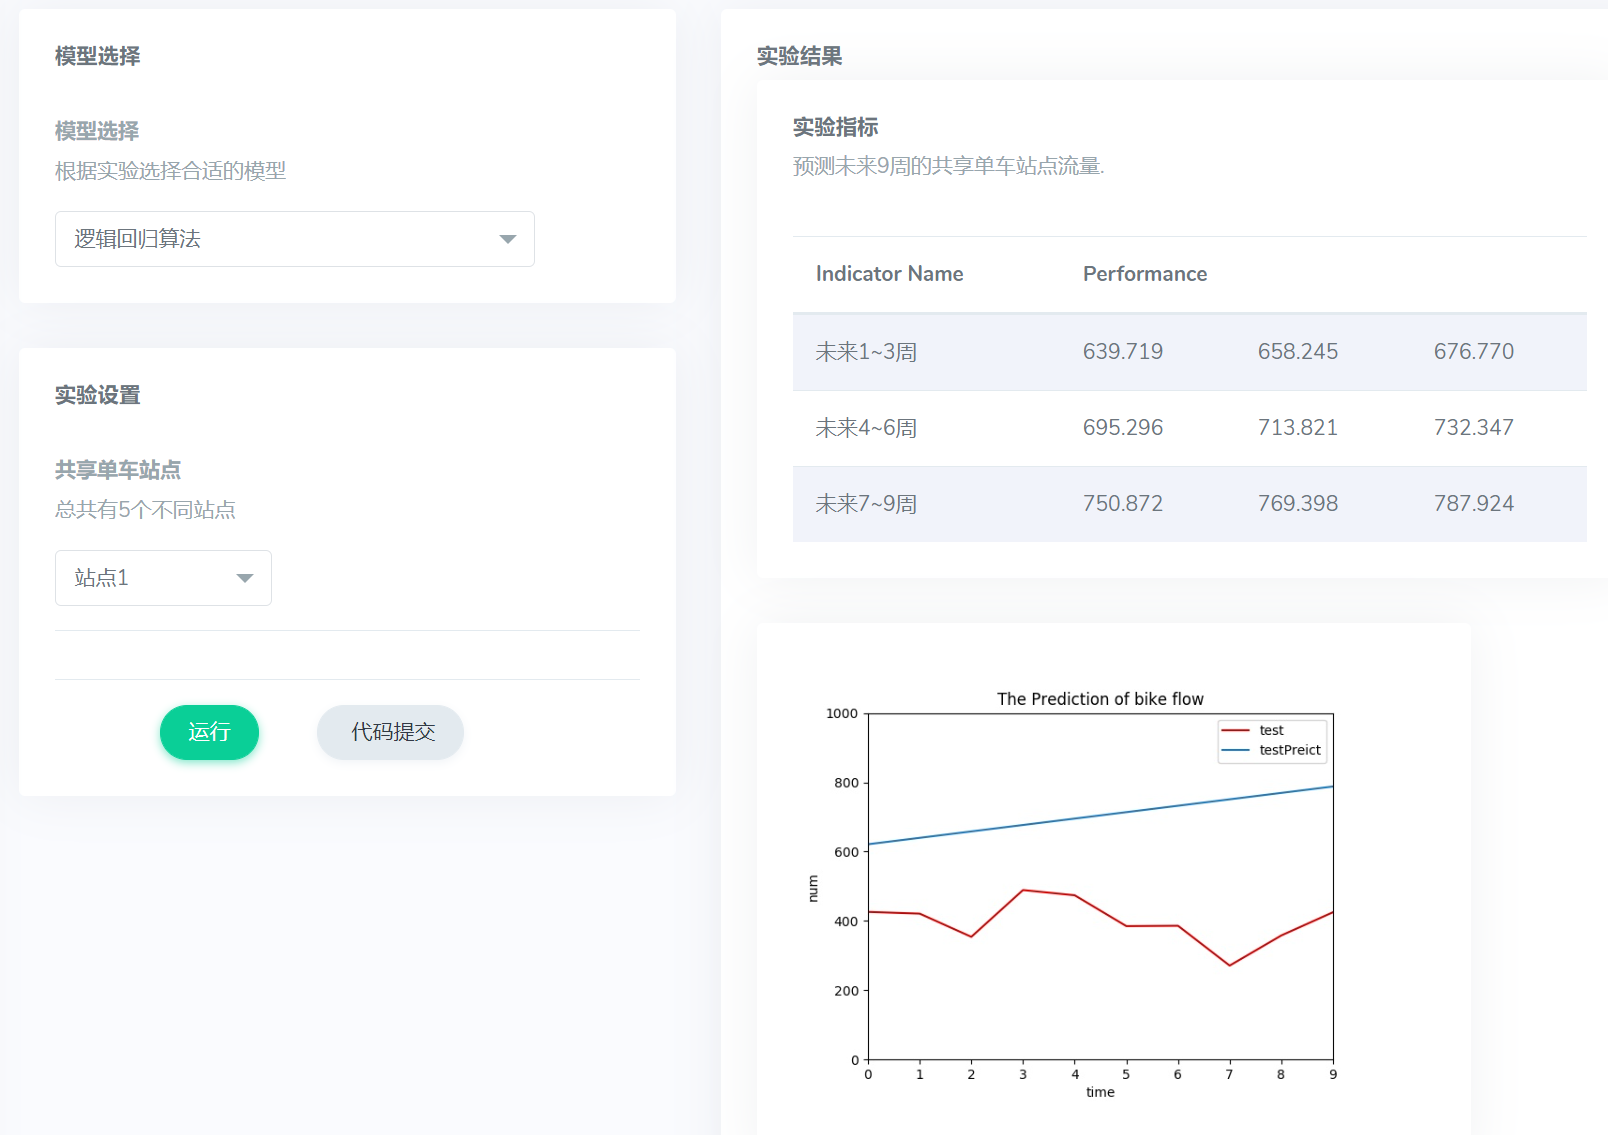 模型选择
模型选择
根据实验选择合适的模型
逻辑回归算法
实验设置
共享单车站点
总共有5个不同站点
站点1
运行 代码提交
实验结果
实验指标
预测未来9周的共享单车站点流量.
Indicator Name Performance
未来1~3周 639.719 658.245 676.770
未来4~6周 695.296 713.821 732.347
未来7~9周 750.872 769.398 787.924
The Prediction of bike flow
test
testPreict
1000
800
600
400
200
0
num
0 1 2 3 4 5 6 7 8 9
time